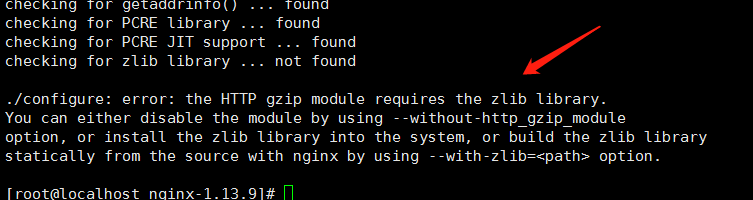 checking for getaddrinfo() ... found
checking for PCRE library ... found
checking for PCRE JIT support ... found
checking for zlib library ... not found
./configure: error: the HTTP gzip module requires the zlib library.
You can either disable the module by using --without-http_gzip_module
option, or install the zlib library into the system, or build the zlib library
statically from the source with nginx by using --with-zlib=<path> option.
[root@localhost nginx-1.13.9]#